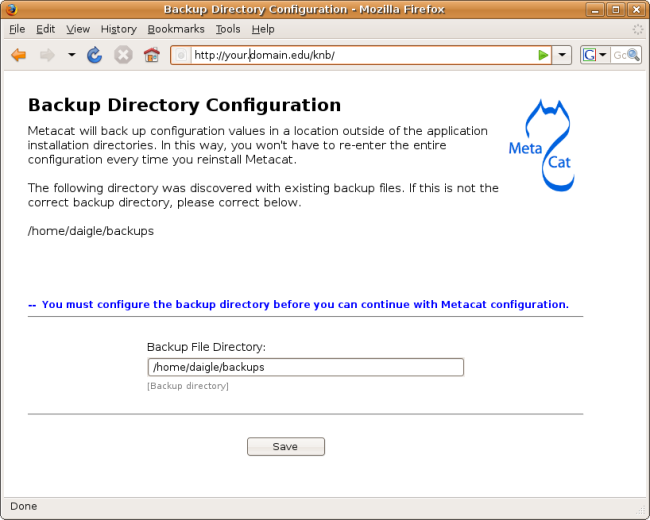 Backup Directory Configuration - Mozilla Firefox
File Edit View History Bookmarks Tools Help
http://your.domain.edu/knb/
G
Backup Directory Configuration
Metacat will back up configuration values in a location outside of the application
installation directories. In this way, you won't have to re-enter the entire
configuration every time you reinstall Metacat.
Meta
Cat
The following directory was discovered with existing backup files. If this is not the
correct backup directory, please correct below.
/home/daigle/backups
-- You must configure the backup directory before you can continue with Metacat configuration.
Backup File Directory:
/home/daigle/backups
[Backup directory]
Save
Done